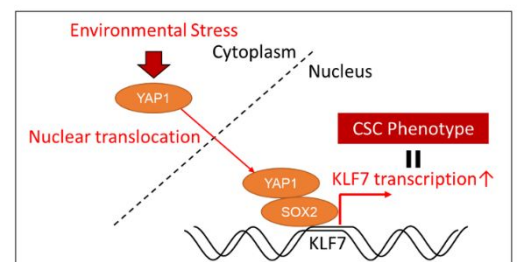 Environmental Stress
Cytoplasm
Nucleus
YAP1
Nuclear translocation
CSC Phenotype
KLF7 transcription↑
YAP1
SOX2
KLF7